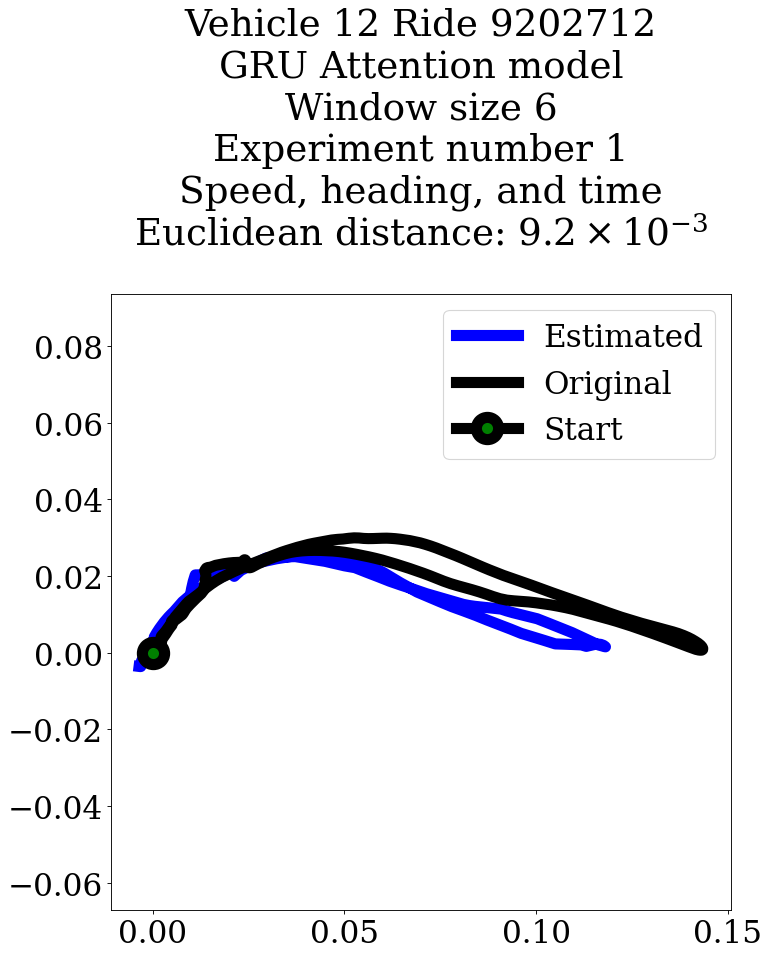 Vehicle 12 Ride 9202712
GRU Attention model
Window size 6
Experiment number 1
Speed, heading, and time
Euclidean distance: 9.2 × 10⁻³
Estimated
Original
Start
0.08
0.06
0.04
0.02
0.00
−0.02
−0.04
−0.06
0.00 0.05 0.10 0.15